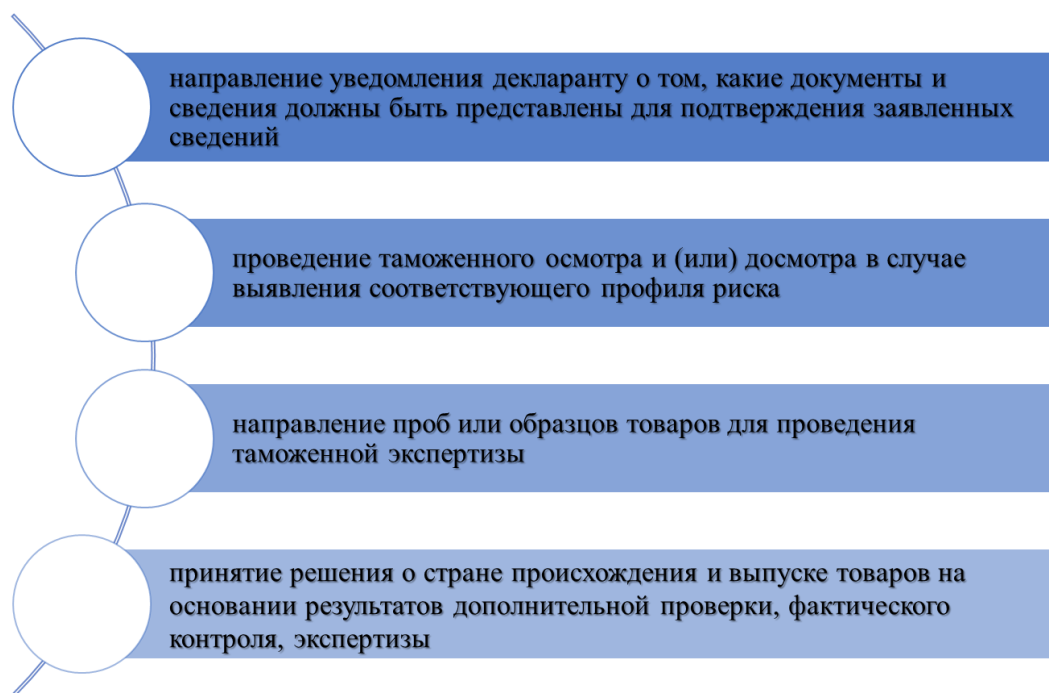 направление уведомления декларанту о том, какие документы и
сведения должны быть представлены для подтверждения заявленных
сведений
проведение таможенного осмотра и (или) досмотра в случае
выявления соответствующего профиля риска
направление проб или образцов товаров для проведения
таможенной экспертизы
принятие решения о стране происхождения и выпуске товаров на
основании результатов дополнительной проверки, фактического
контроля, экспертизы